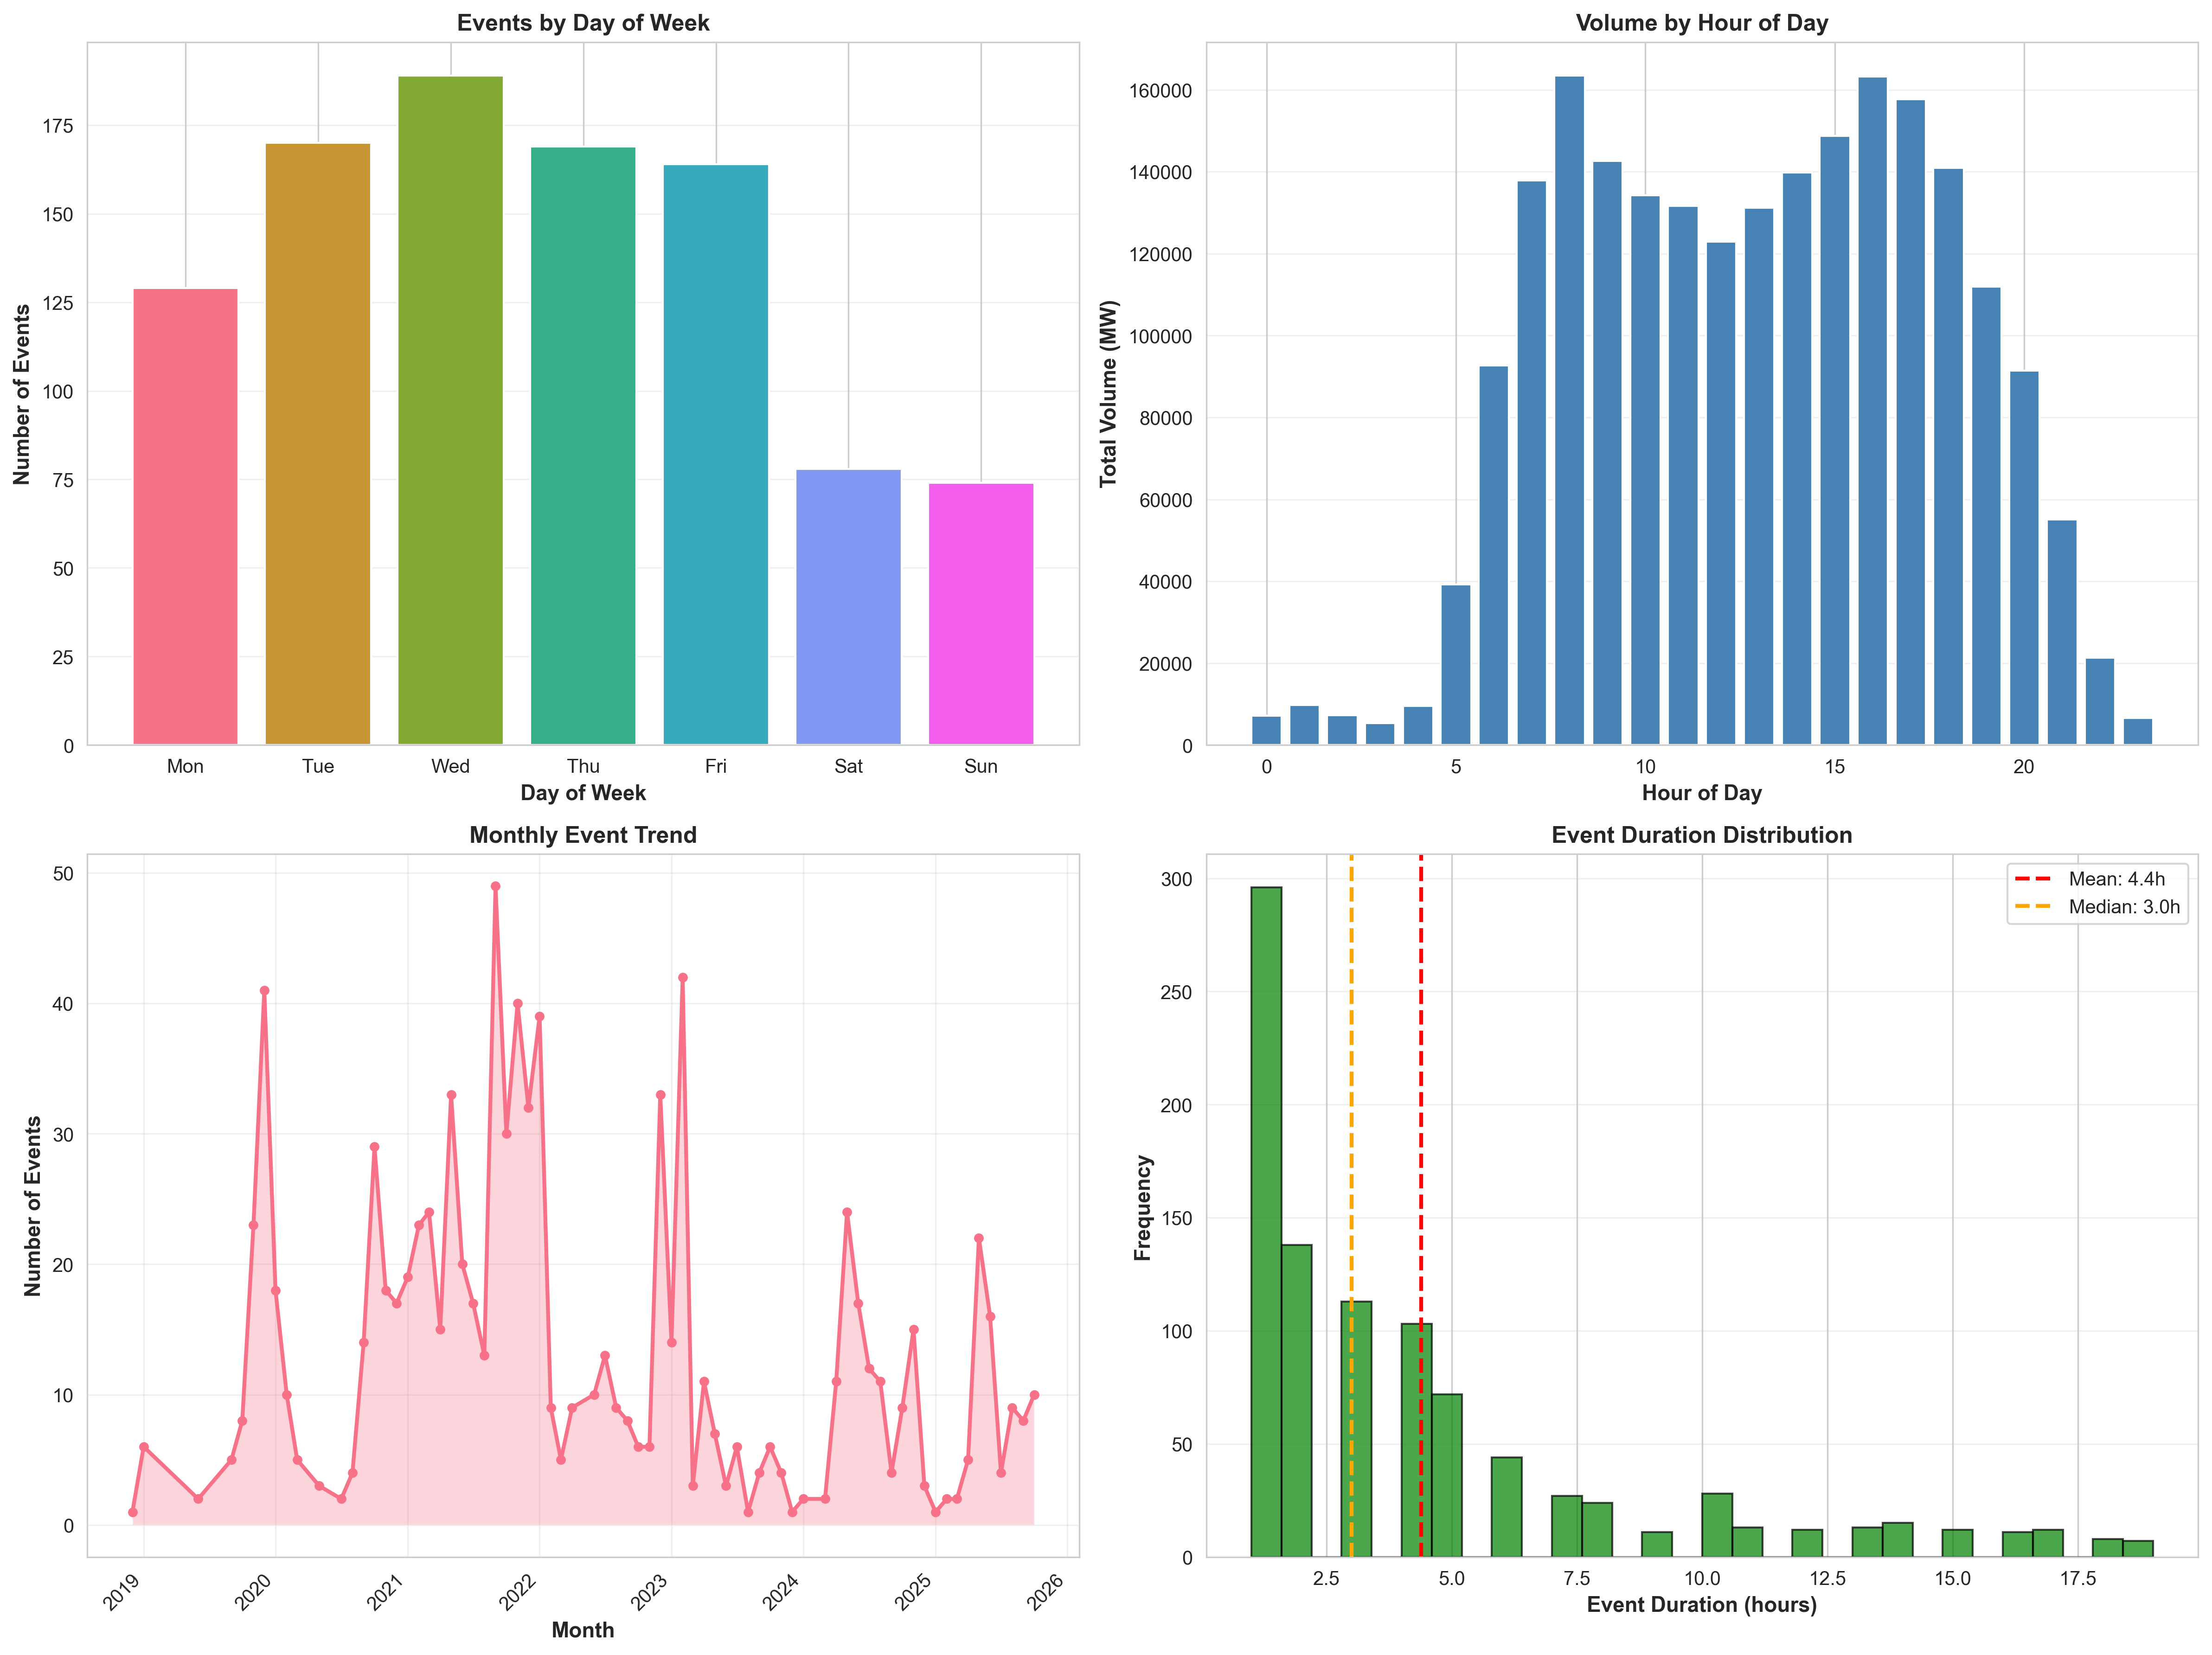 Events by Day of Week
Number of Events
175
150
125
100
75
50
25
0
Mon Tue Wed Thu Fri Sat Sun
Day of Week
Volume by Hour of Day
Total Volume (MW)
160000
140000
120000
100000
80000
60000
40000
20000
0
0 5 10 15 20
Hour of Day
Monthly Event Trend
Number of Events
50
40
30
20
10
0
2019 2020 2021 2022 2023 2024 2025 2026
Month
Event Duration Distribution
Mean: 4.4h
Median: 3.0h
Frequency
300
250
200
150
100
50
0
2.5 5.0 7.5 10.0 12.5 15.0 17.5
Event Duration (hours)